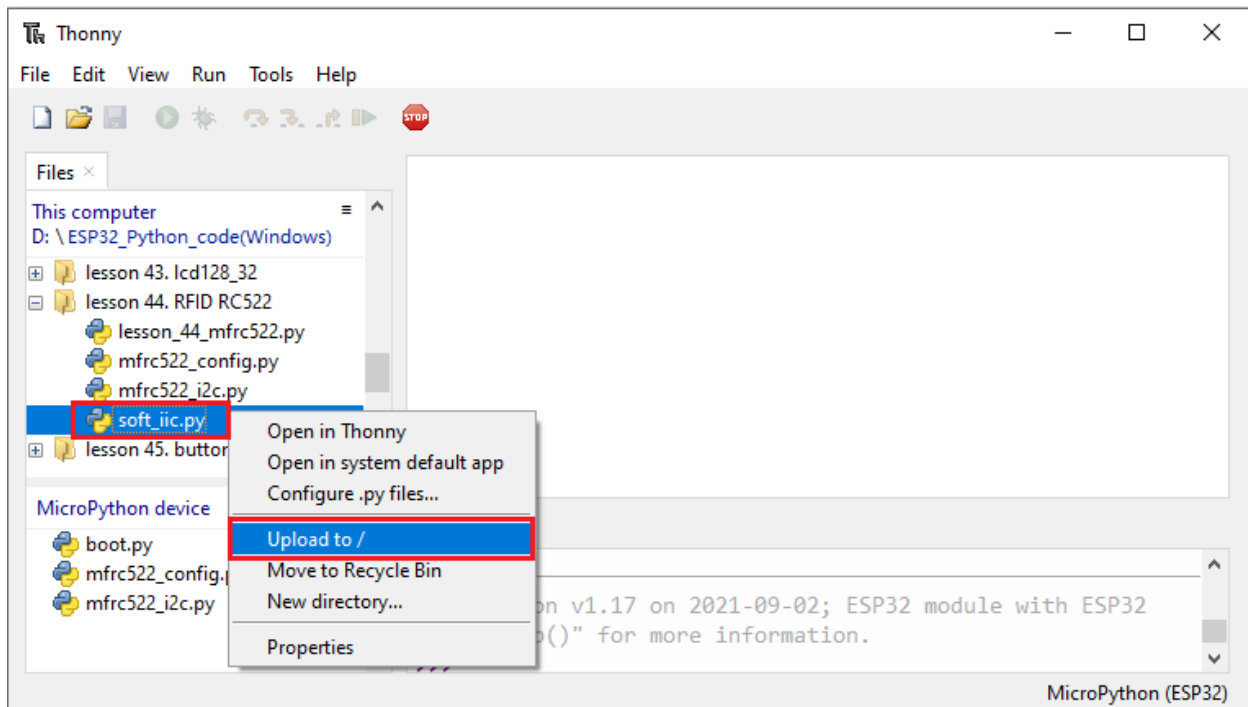 Thonny
File Edit View Run Tools Help
STOP
Files
This computer
D: \ ESP32_Python_code(Windows)
lesson 43. lcd128_32
lesson 44. RFID RC522
lesson_44_mfrc522.py
mfrc522_config.py
mfrc522_i2c.py
soft_iic.py
lesson 45. button
Open in Thonny
Open in system default app
Configure .py files...
Upload to /
Move to Recycle Bin
New directory...
Properties
MicroPython device
boot.py
mfrc522_config.p
mfrc522_i2c.py
on v1.17 on 2021-09-02; ESP32 module with ESP32
()" for more information.
>>>
MicroPython (ESP32)